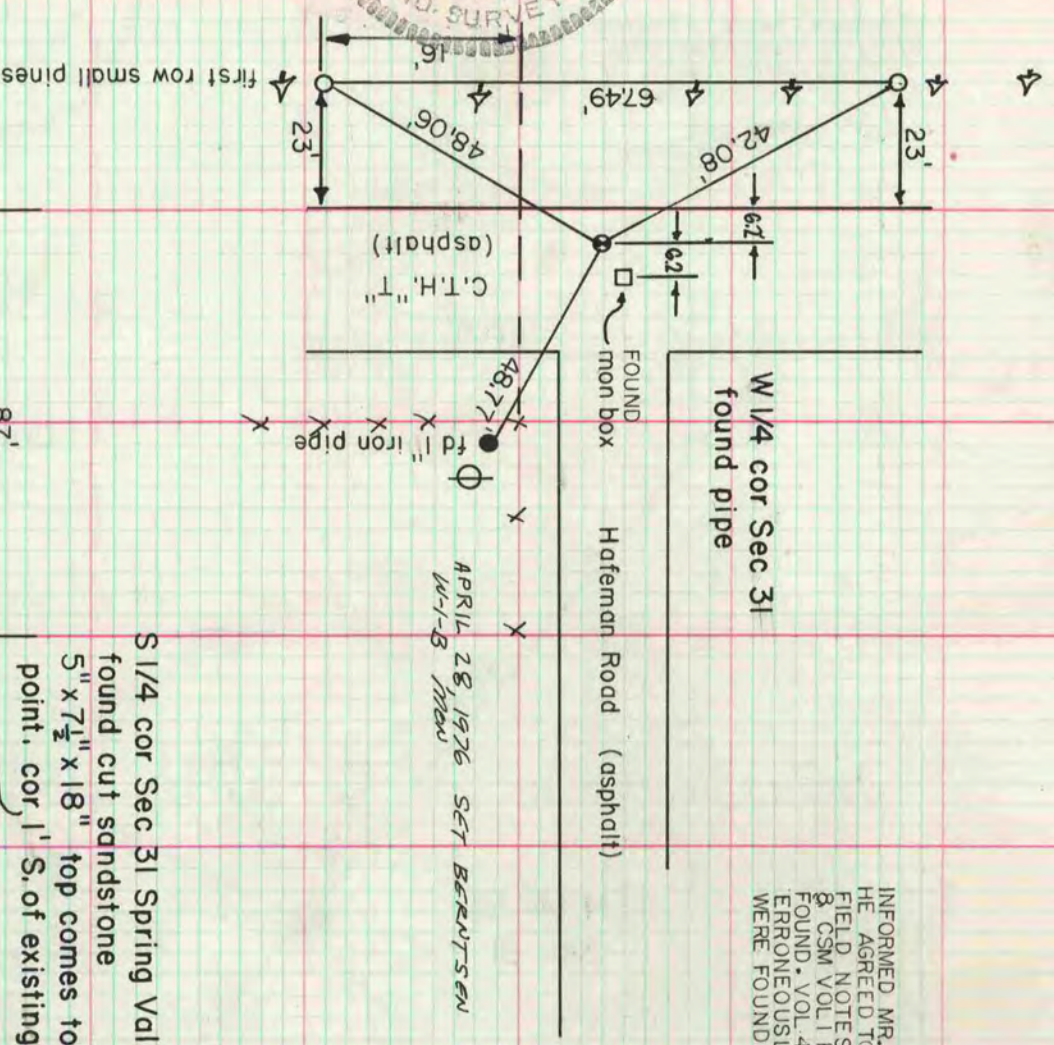 . SURVEY
first row small pines
16'
67.49'
23'
23'
48.06'
42.08'
6.2'
6.2
C.T.H. "T"
(asphalt)
FOUND
mon box
48.77'
fd 1" iron pipe
W 1/4 cor Sec 31
found pipe
Hafeman Road (asphalt)
APRIL 28, 1976 SET BERNTSEN
W-1-B MON
87'
S 1/4 cor Sec 31 Spring Val
found cut sandstone
5" x 7½" x 18" top comes to
point. cor, 1' S. of existing
INFORMED MR.
HE AGREED TO
FIELD NOTES
& CSM VOL 1
FOUND. VOL. 4
ERRONEOUSL
WERE FOUND